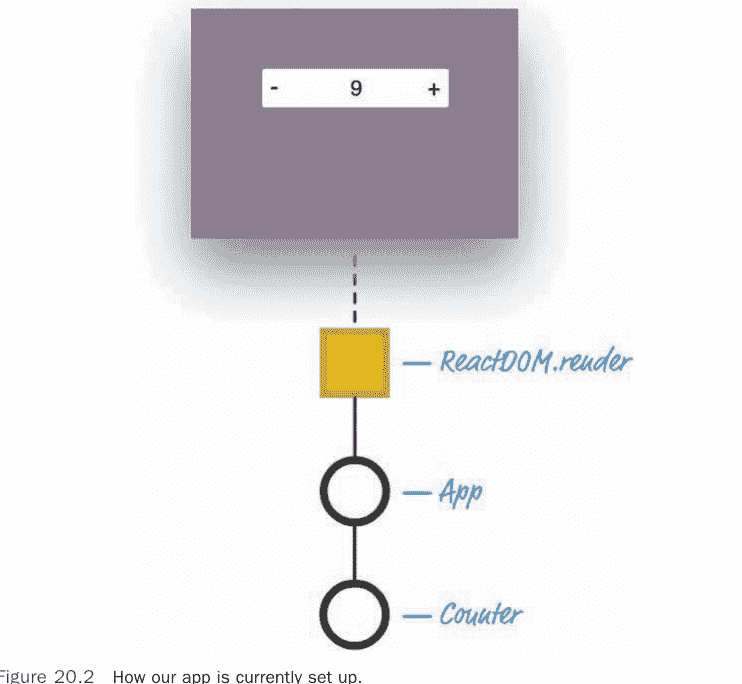 - 9 +
ReactDOM.render
App
Counter
Figure 20.2 How our app is currently set up.